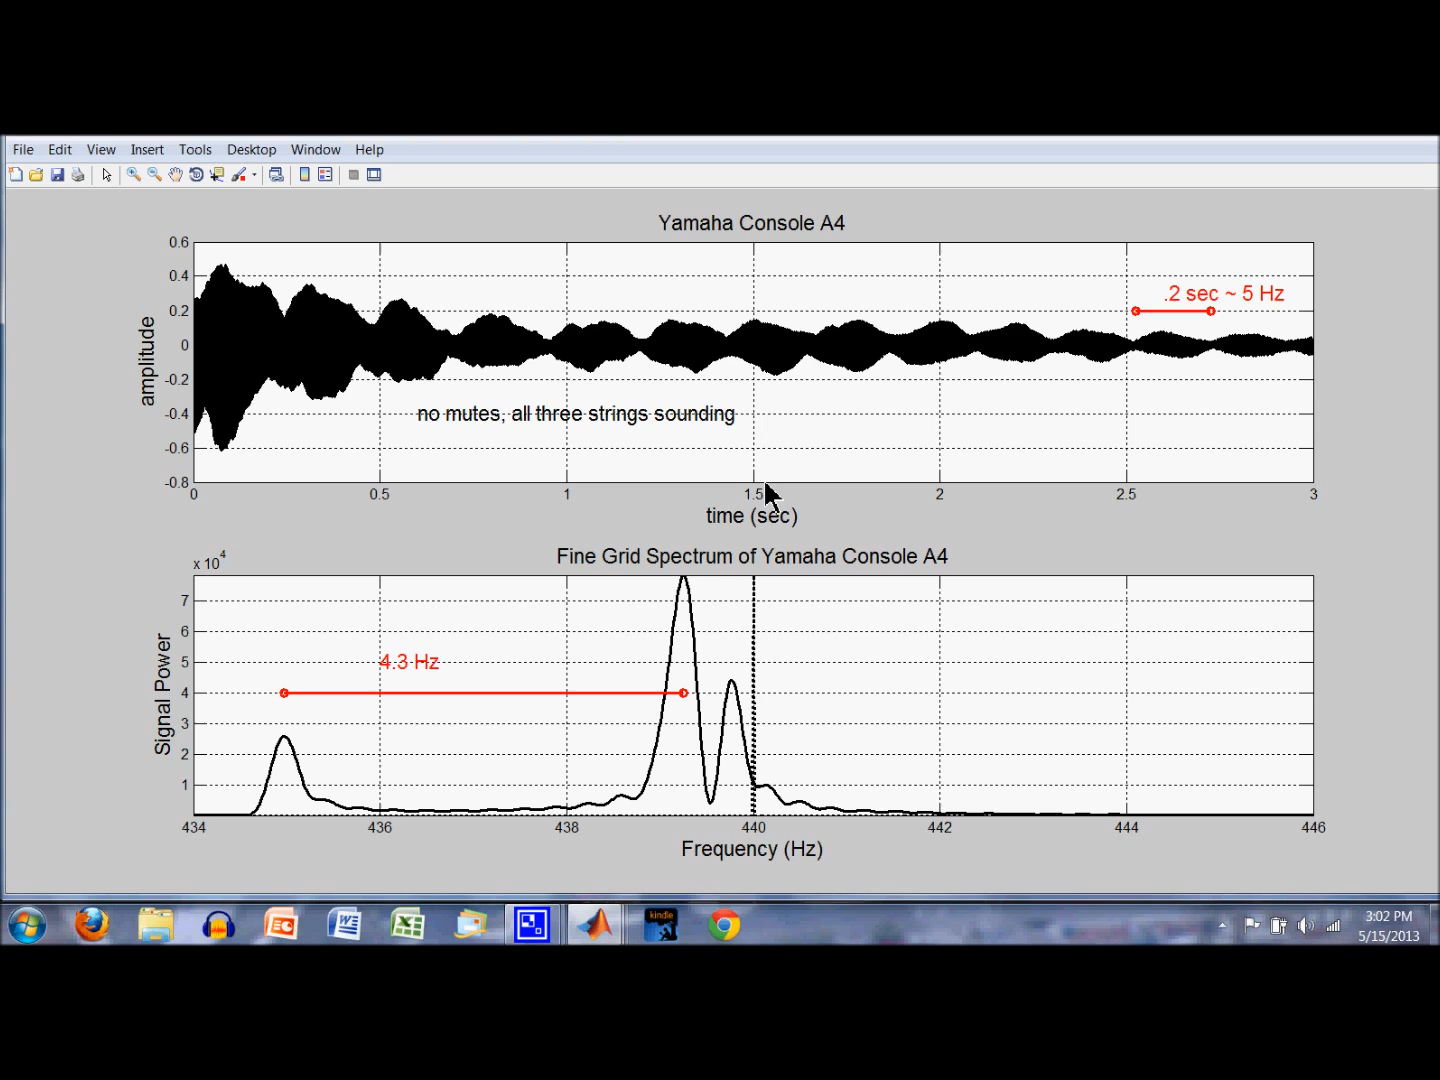 File Edit View Insert Tools Desktop Window Help
Yamaha Console A4
0.6
0.4
0.2
0
-0.2
-0.4
-0.6
-0.8
amplitude
.2 sec ~ 5 Hz
no mutes, all three strings sounding
0 0.5 1 1.5 2 2.5 3
time (sec)
Fine Grid Spectrum of Yamaha Console A4
x 10^4
7
6
5
4
3
2
1
Signal Power
4.3 Hz
434 436 438 440 442 444 446
Frequency (Hz)
kindle
3:02 PM
5/15/2013